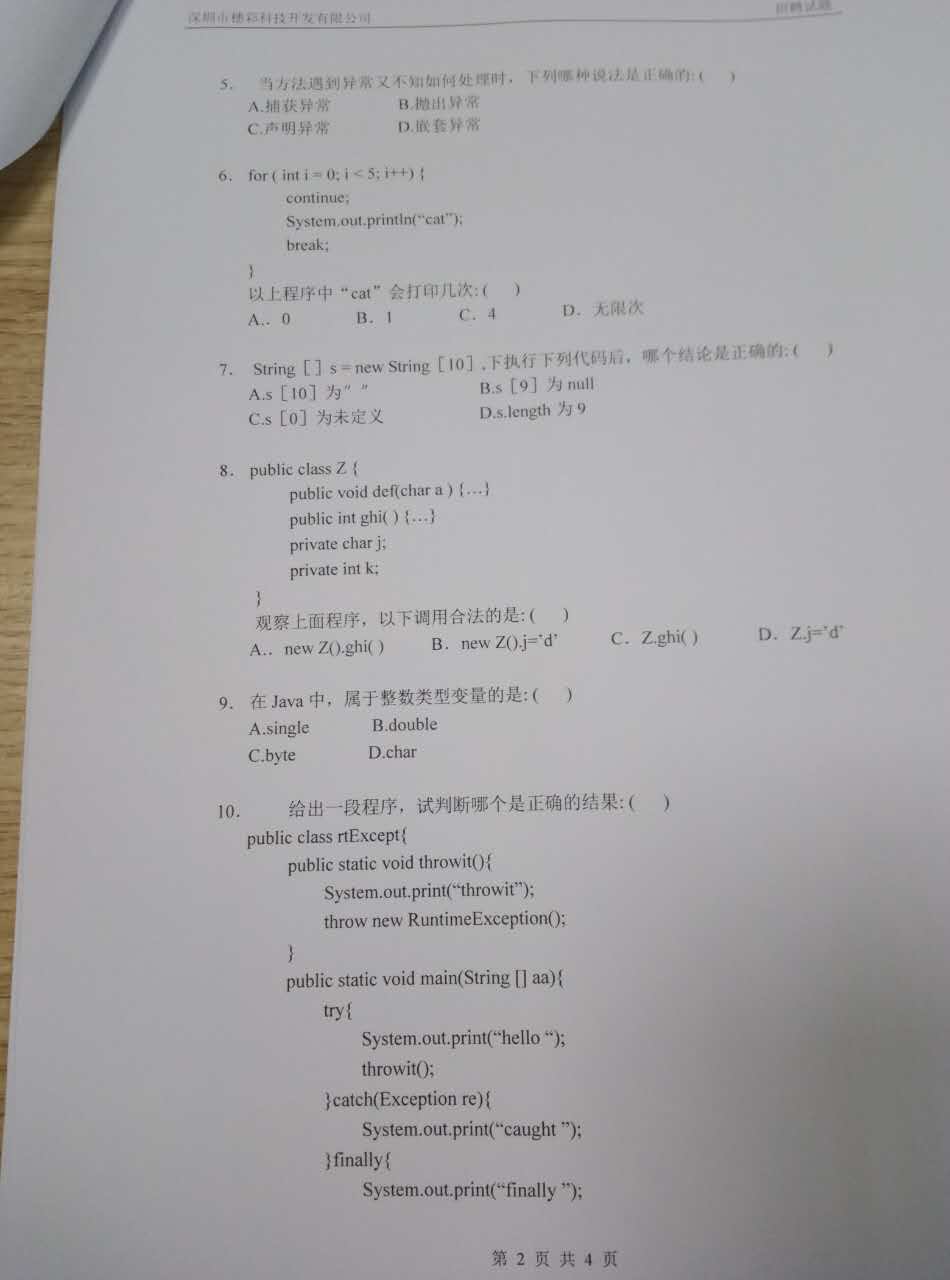 深圳市穗彩科技开发有限公司 招聘试题
5. 当方法遇到异常又不知如何处理时，下列哪种说法是正确的:( )
A.捕获异常 B.抛出异常
C.声明异常 D.嵌套异常
6. for ( int i = 0; i < 5; i++) {
continue;
System.out.println(“cat”);
break;
}
以上程序中“cat”会打印几次:( )
A.．0 B．1 C．4 D．无限次
7. String［］s = new String［10］,下执行下列代码后，哪个结论是正确的:( )
A.s［10］为” ” B.s［9］为 null
C.s［0］为未定义 D.s.length 为 9
8. public class Z {
public void def(char a ) {…}
public int ghi( ) {…}
private char j;
private int k;
}
观察上面程序，以下调用合法的是:( )
A.．new Z().ghi( ) B．new Z().j=’d’ C．Z.ghi( ) D．Z.j=’d’
9. 在 Java 中，属于整数类型变量的是:( )
A.single B.double
C.byte D.char
10. 给出一段程序，试判断哪个是正确的结果:( )
public class rtExcept{
public static void throwit(){
System.out.print(“throwit”);
throw new RuntimeException();
}
public static void main(String [] aa){
try{
System.out.print(“hello “);
throwit();
}catch(Exception re){
System.out.print(“caught ”);
}finally{
System.out.print(“finally ”);
第 2 页 共 4 页